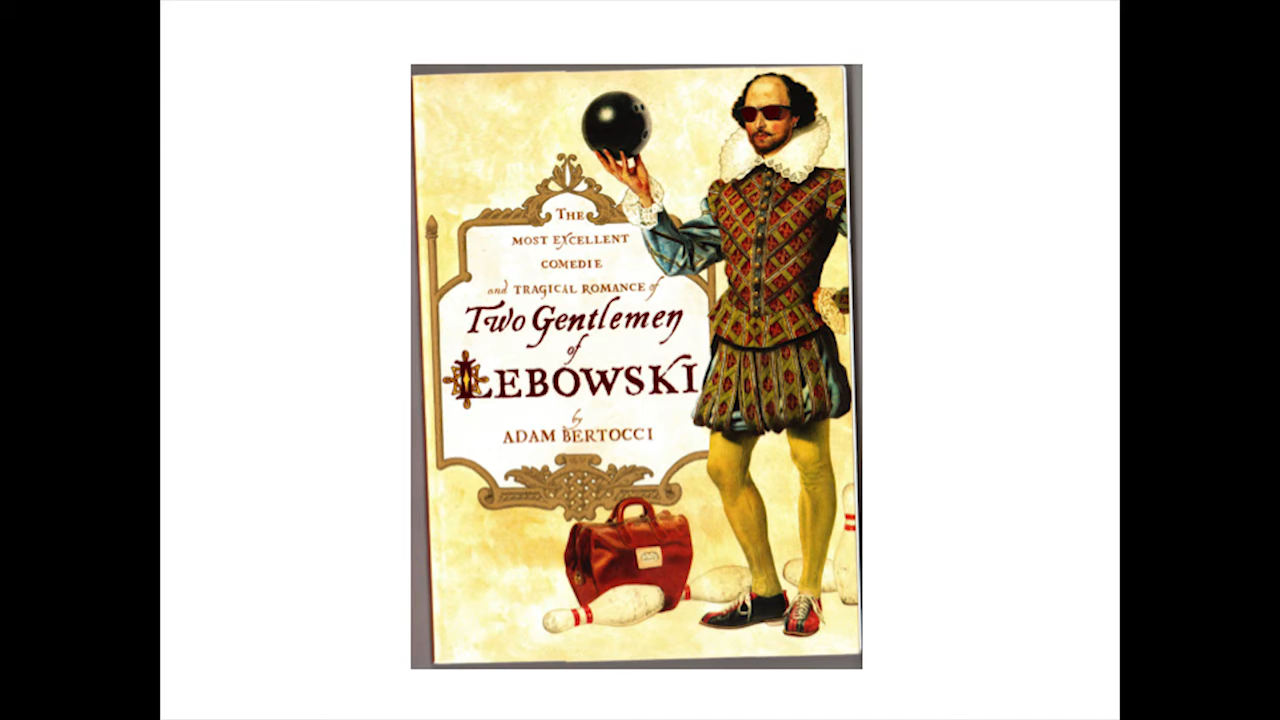 THE
MOST EXCELLENT
COMEDIE
and TRAGICAL ROMANCE of
Two Gentlemen
of
LEBOWSKI
by
ADAM BERTOCCI